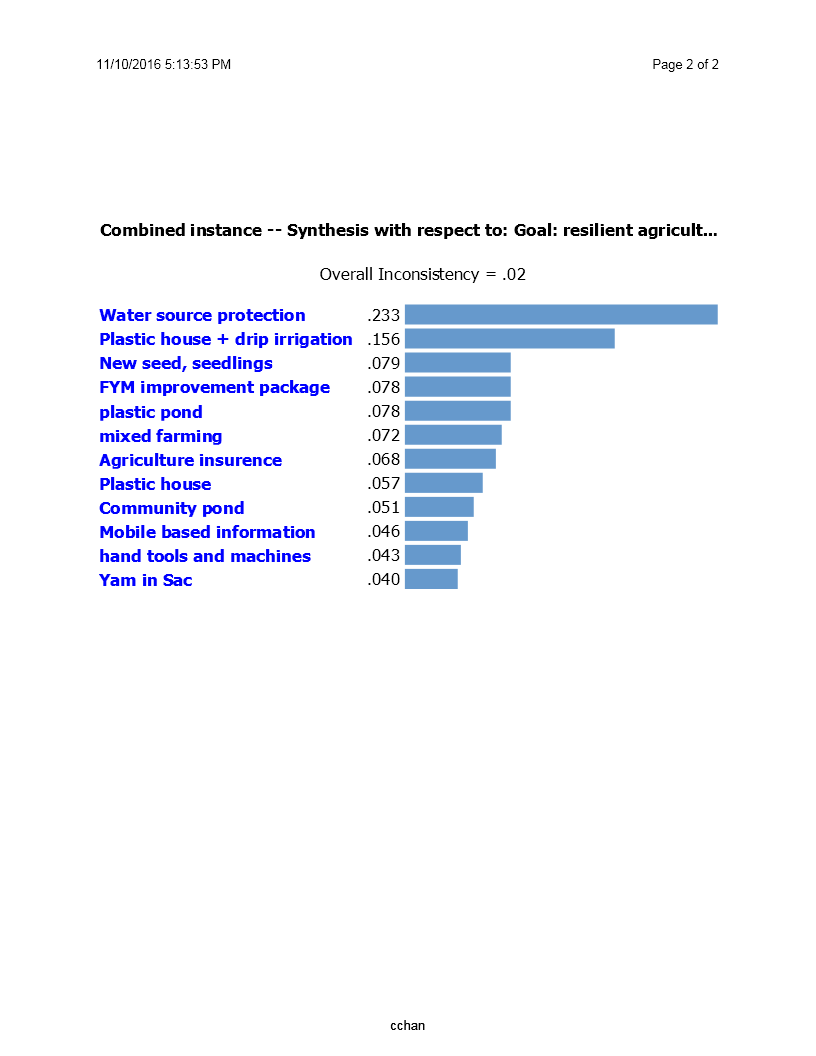 11/10/2016 5:13:53 PM Page 2 of 2
Combined instance -- Synthesis with respect to: Goal: resilient agricult...
Overall Inconsistency = .02
Water source protection .233
Plastic house + drip irrigation .156
New seed, seedlings .079
FYM improvement package .078
plastic pond .078
mixed farming .072
Agriculture insurence .068
Plastic house .057
Community pond .051
Mobile based information .046
hand tools and machines .043
Yam in Sac .040
cchan